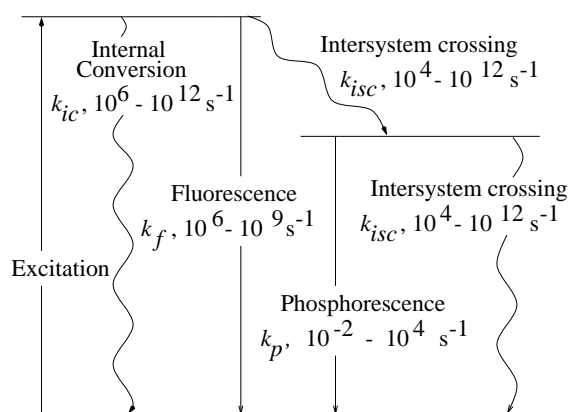 Internal
Conversion
k_ic, 10^6 - 10^12 s^-1
Intersystem crossing
k_isc, 10^4 - 10^12 s^-1
Fluorescence
k_f, 10^6 - 10^9 s^-1
Intersystem crossing
k_isc, 10^4 - 10^12 s^-1
Excitation
Phosphorescence
k_p, 10^-2 - 10^4 s^-1